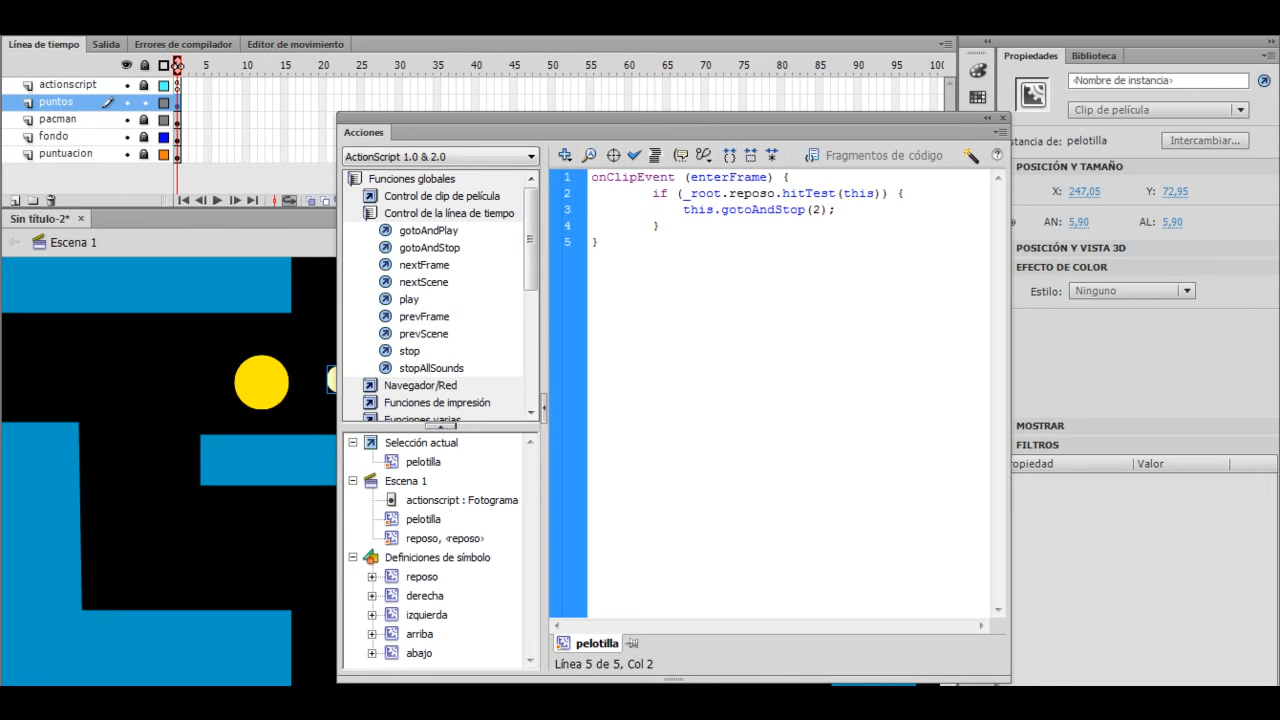 Línea de tiempo Salida Errores de compilador Editor de movimiento
5 10 15 20 25 30 35 40 45 50 55 60 65 70 75 80 85 90 95 100
actionscript
puntos
pacman
fondo
puntuacion
Sin título-2* ×
Escena 1
Acciones
ActionScript 1.0 & 2.0
Funciones globales
Control de clip de película
Control de la línea de tiempo
gotoAndPlay
gotoAndStop
nextFrame
nextScene
play
prevFrame
prevScene
stop
stopAllSounds
Navegador/Red
Funciones de impresión
Funciones varias
Selección actual
pelotilla
Escena 1
actionscript : Fotograma
pelotilla
reposo, <reposo>
Definiciones de símbolo
reposo
derecha
izquierda
arriba
abajo
Fragmentos de código
1 onClipEvent (enterFrame) {
2 if (_root.reposo.hitTest(this)) {
3 this.gotoAndStop(2);
4 }
5 }
pelotilla
Línea 5 de 5, Col 2
Propiedades Biblioteca
<Nombre de instancia>
Clip de película
stancia de: pelotilla Intercambiar...
POSICIÓN Y TAMAÑO
X: 247,05 Y: 72,95
AN: 5,90 AL: 5,90
POSICIÓN Y VISTA 3D
EFECTO DE COLOR
Estilo: Ninguno
MOSTRAR
FILTROS
ropiedad Valor